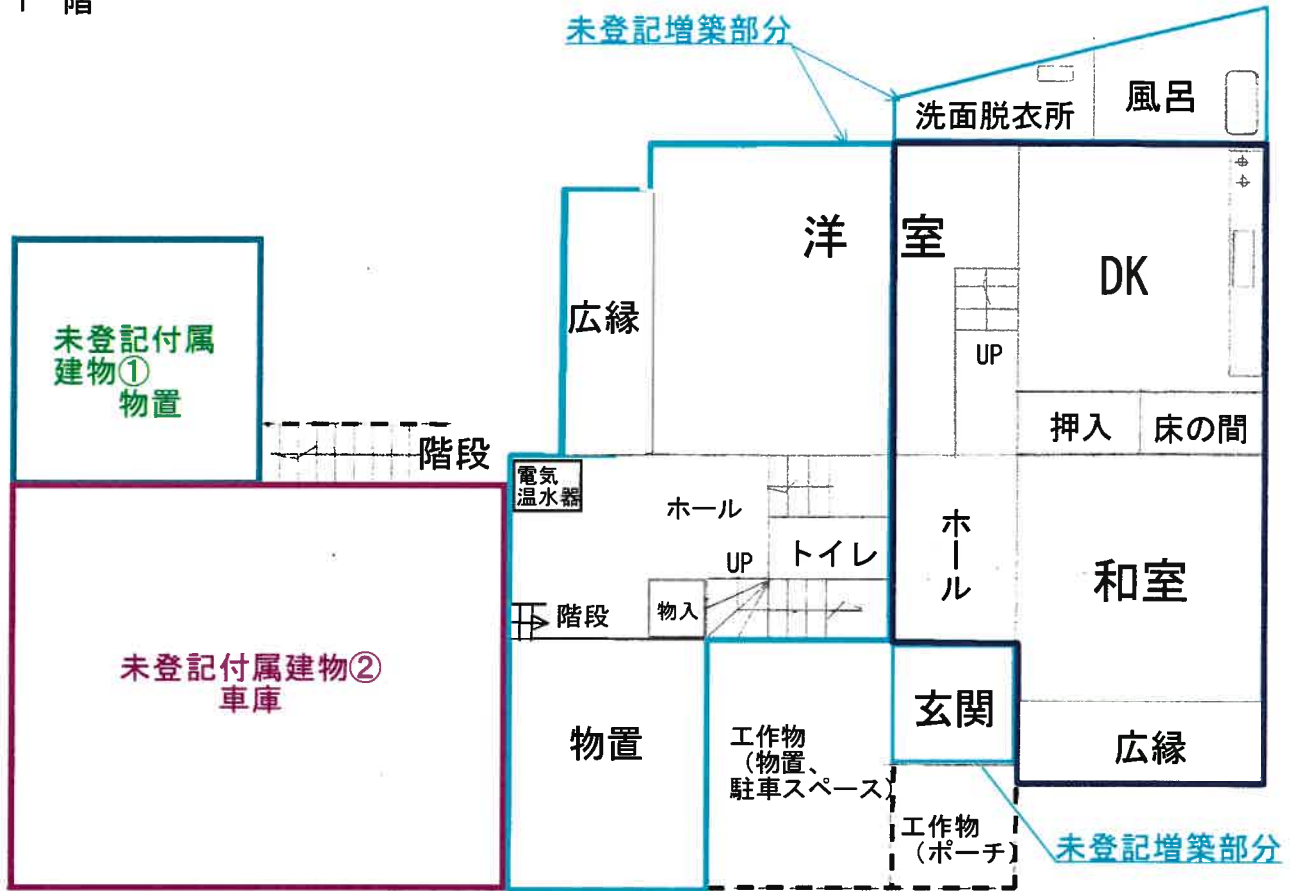 1 階
未登記増築部分
洗面脱衣所
風呂
洋 室
DK
広縁
未登記付属
建物①
物置
UP
押入
床の間
階段
電気
温水器
ホール
ホール
UP
トイレ
和室
階段
物入
未登記付属建物②
車庫
物置
工作物
(物置、
駐車スペース)
玄関
広縁
工作物
(ポーチ)
未登記増築部分